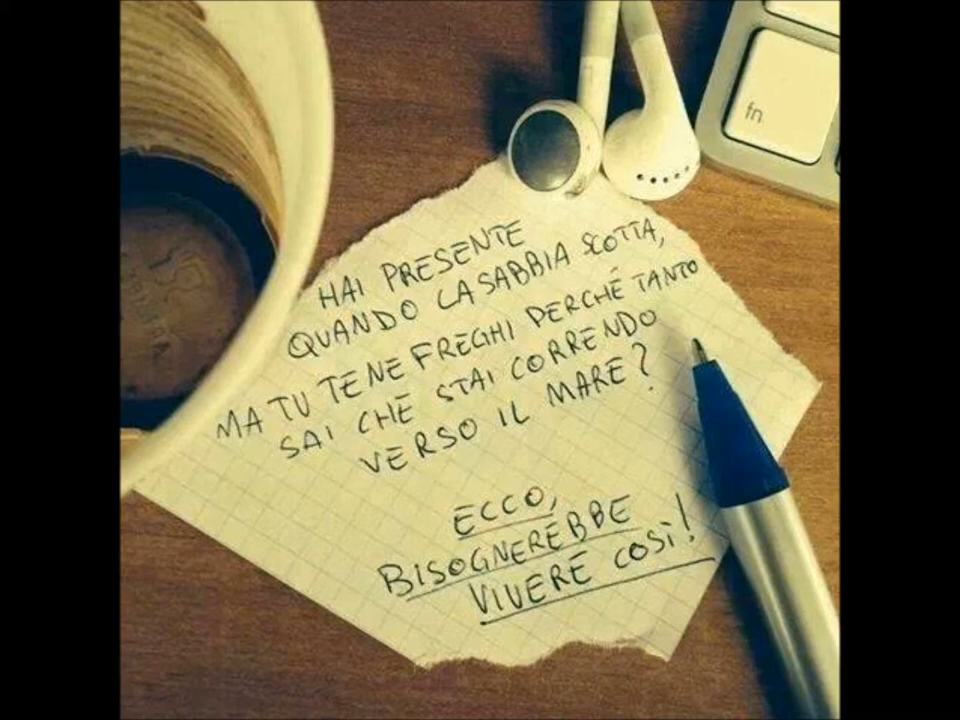 fn
HAI PRESENTE
QUANDO LA SABBIA SCOTTA,
MA TU TE NE FREGHI PERCHÉ TANTO
SAI CHE STAI CORRENDO
VERSO IL MARE?
ECCO,
BISOGNEREBBE
VIVERE COSÌ!